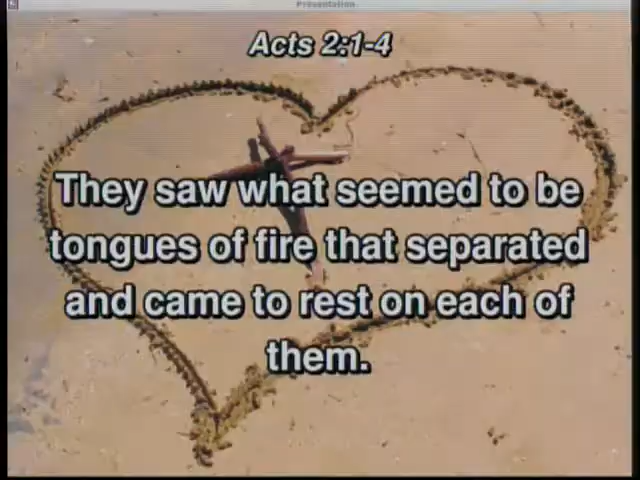 Presentation
Acts 2:1-4
They saw what seemed to be
tongues of fire that separated
and came to rest on each of
them.